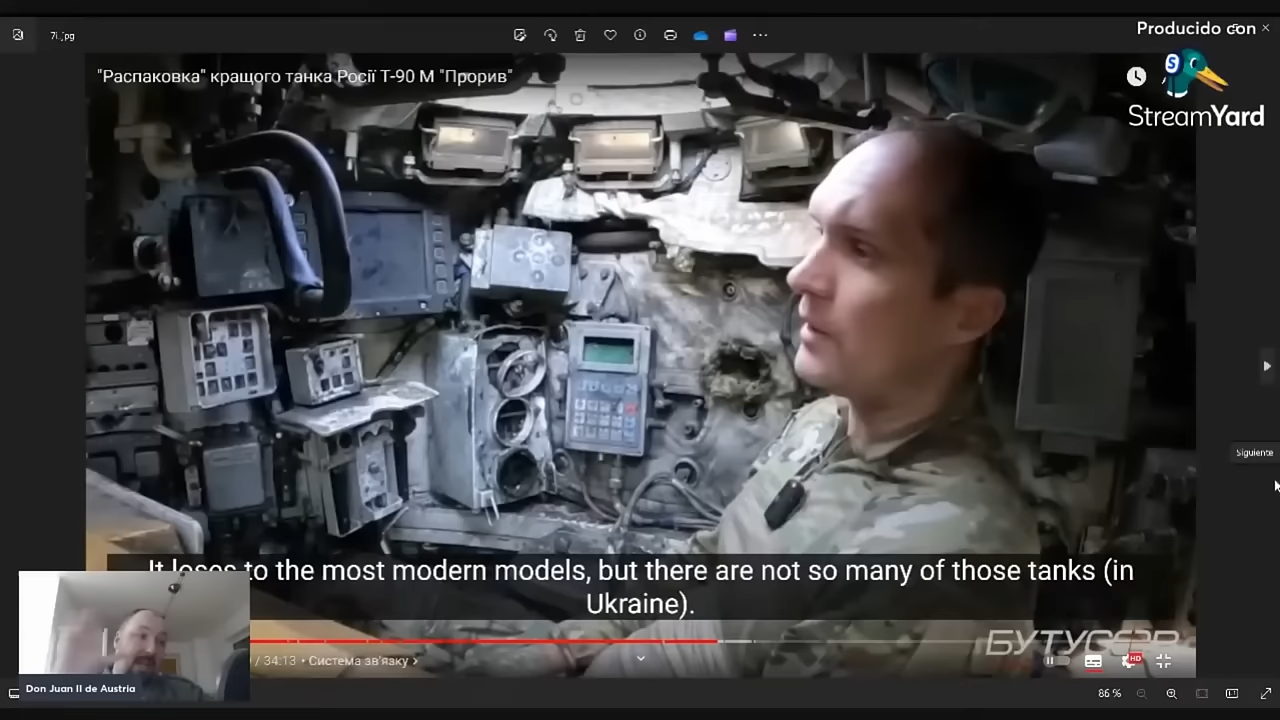 7i.jpg
Producido con
StreamYard
"Распаковка" кращого танка Росії Т-90 М "Прорив"
Siguiente
It loses to the most modern models, but there are not so many of those tanks (in
Ukraine).
БУТУСОВ
/ 34:13 • Система зв'язку ›
HD
Don Juan II de Austria
86 %